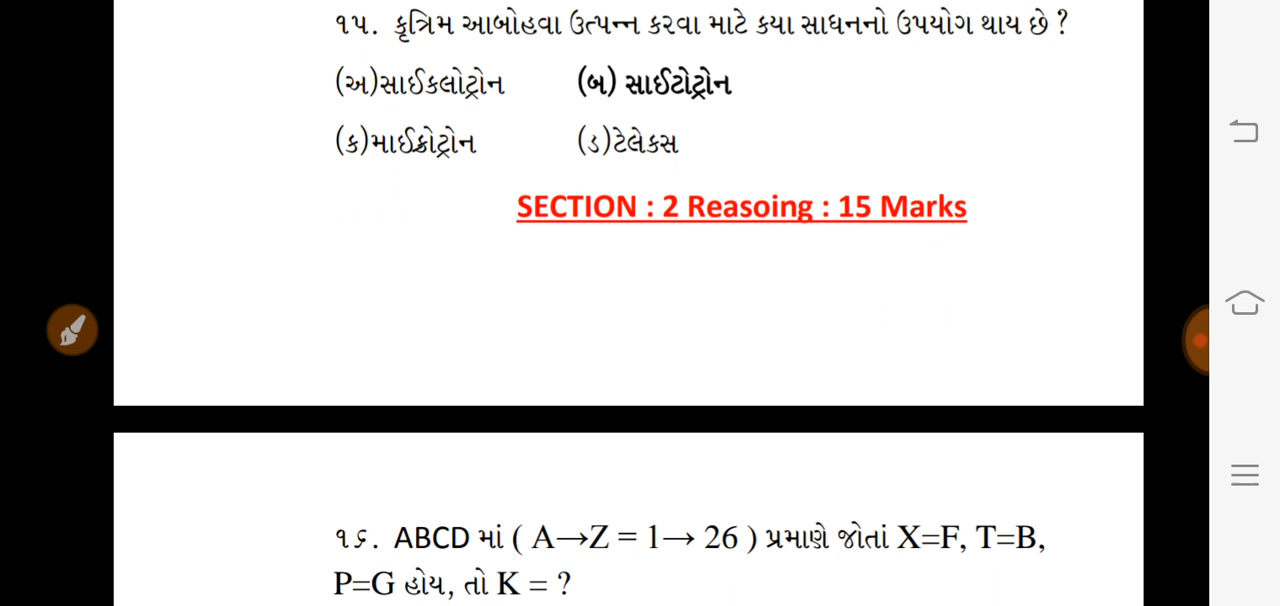 ૧૫. કૃત્રિમ આબોહવા ઉત્પન્ન કરવા માટે કયા સાધનનો ઉપયોગ થાય છે ?
(અ)સાઈકલોટ્રોન (બ) સાઈટોટ્રોન
(ક)માઈક્રોટ્રોન (ડ)ટેલેકસ
SECTION : 2 Reasoing : 15 Marks
૧૬. ABCD માં ( A→Z = 1→ 26 ) પ્રમાણે જોતાં X=F, T=B,
P=G હોય, તો K = ?